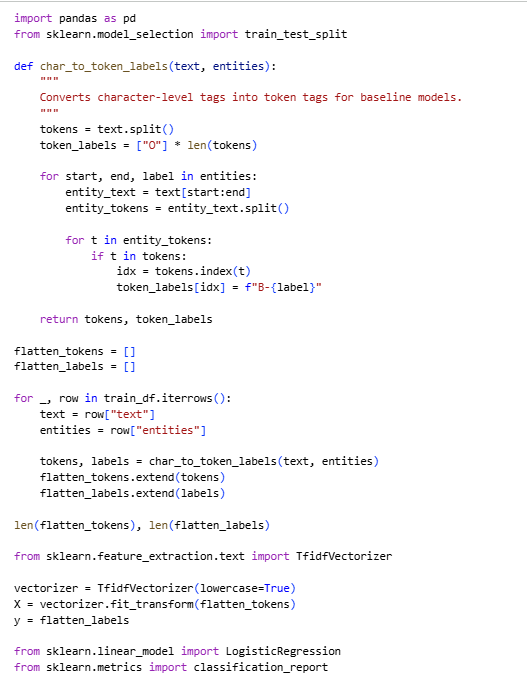 import pandas as pd
from sklearn.model_selection import train_test_split

def char_to_token_labels(text, entities):
    """
    Converts character-level tags into token tags for baseline models.
    """
    tokens = text.split()
    token_labels = ["O"] * len(tokens)

    for start, end, label in entities:
        entity_text = text[start:end]
        entity_tokens = entity_text.split()

        for t in entity_tokens:
            if t in tokens:
                idx = tokens.index(t)
                token_labels[idx] = f"B-{label}"

    return tokens, token_labels

flatten_tokens = []
flatten_labels = []

for _, row in train_df.iterrows():
    text = row["text"]
    entities = row["entities"]

    tokens, labels = char_to_token_labels(text, entities)
    flatten_tokens.extend(tokens)
    flatten_labels.extend(labels)

len(flatten_tokens), len(flatten_labels)

from sklearn.feature_extraction.text import TfidfVectorizer

vectorizer = TfidfVectorizer(lowercase=True)
X = vectorizer.fit_transform(flatten_tokens)
y = flatten_labels

from sklearn.linear_model import LogisticRegression
from sklearn.metrics import classification_report